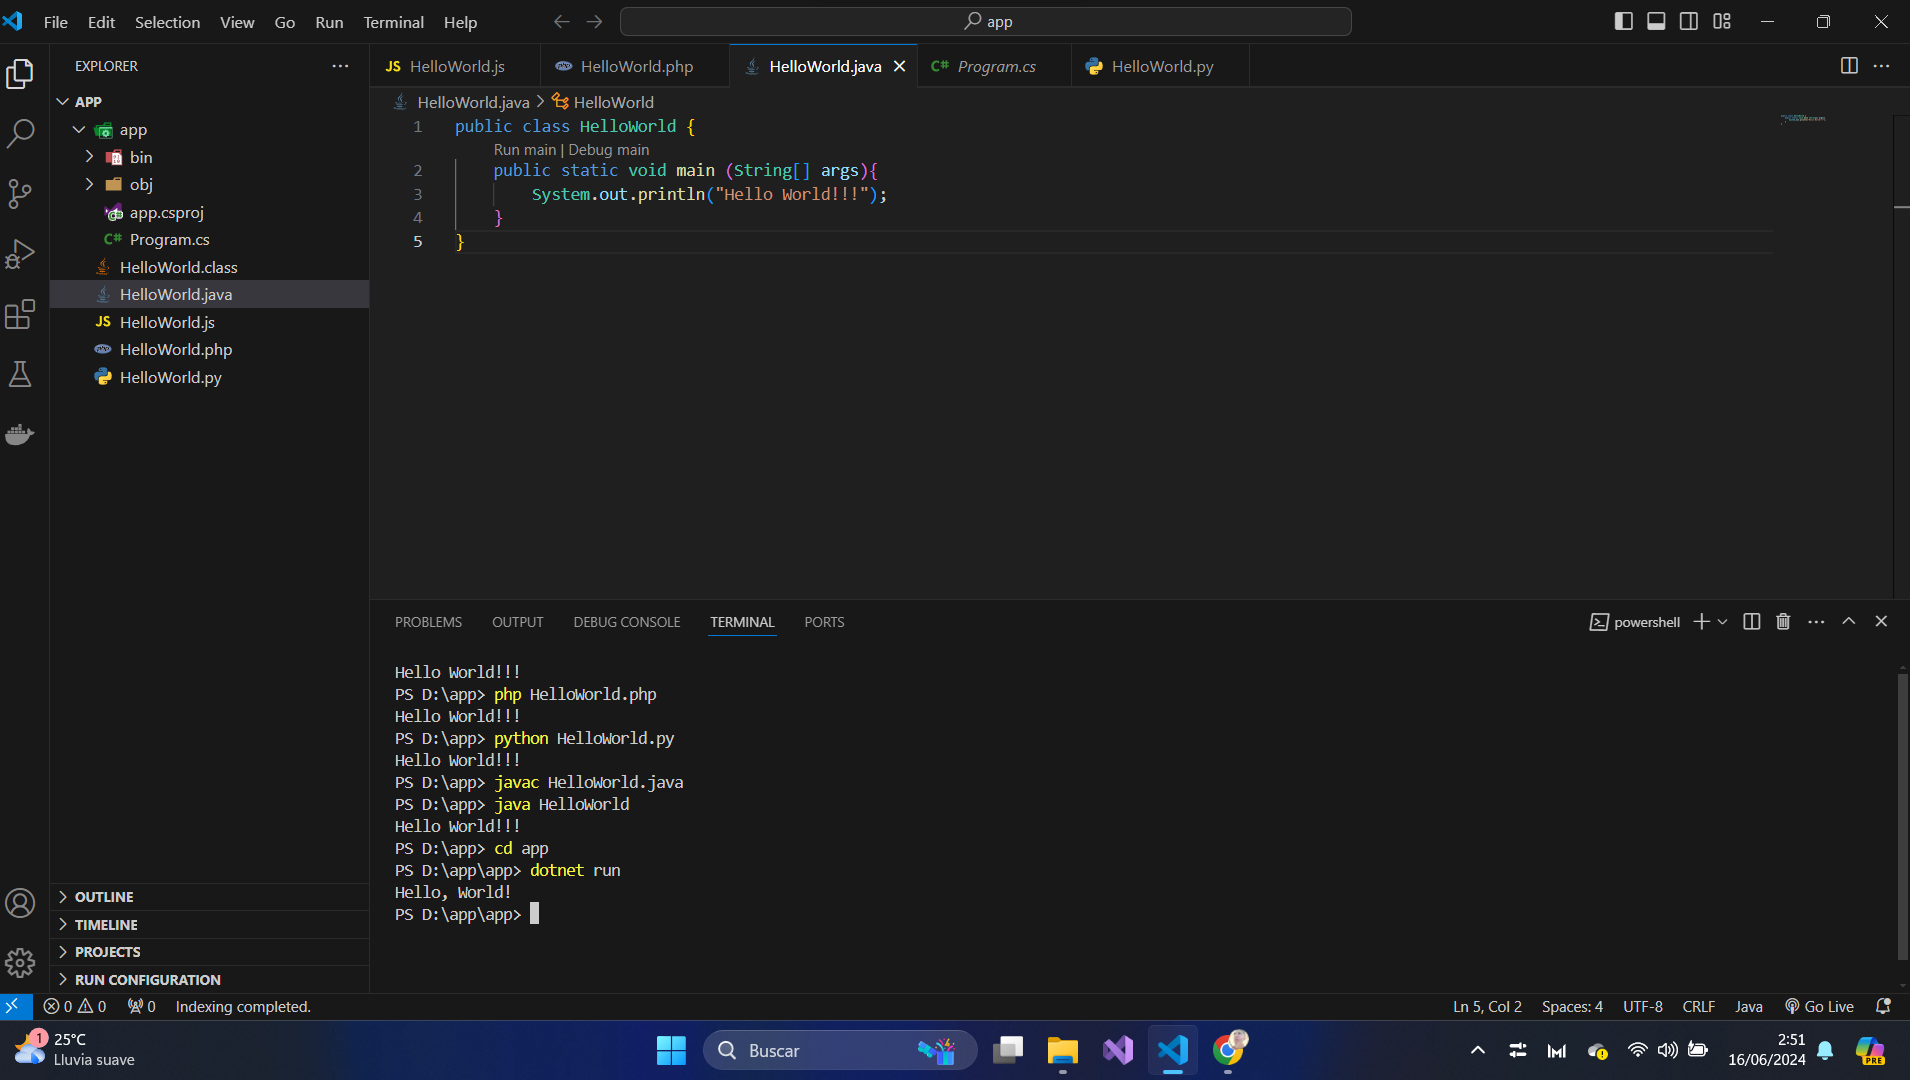 File Edit Selection View Go Run Terminal Help
app
EXPLORER
APP
app
bin
obj
app.csproj
C# Program.cs
HelloWorld.class
HelloWorld.java
JS HelloWorld.js
php HelloWorld.php
HelloWorld.py
OUTLINE
TIMELINE
PROJECTS
RUN CONFIGURATION
JS HelloWorld.js php HelloWorld.php HelloWorld.java C# Program.cs HelloWorld.py
HelloWorld.java > HelloWorld
1 public class HelloWorld {
Run main | Debug main
2 public static void main (String[] args){
3 System.out.println("Hello World!!!");
4 }
5 }
PROBLEMS OUTPUT DEBUG CONSOLE TERMINAL PORTS
powershell
Hello World!!!
PS D:\app> php HelloWorld.php
Hello World!!!
PS D:\app> python HelloWorld.py
Hello World!!!
PS D:\app> javac HelloWorld.java
PS D:\app> java HelloWorld
Hello World!!!
PS D:\app> cd app
PS D:\app\app> dotnet run
Hello, World!
PS D:\app\app>
0 0 0 Indexing completed.
Ln 5, Col 2 Spaces: 4 UTF-8 CRLF Java Go Live
1
25°C
Lluvia suave
Buscar
2:51
16/06/2024
PRE